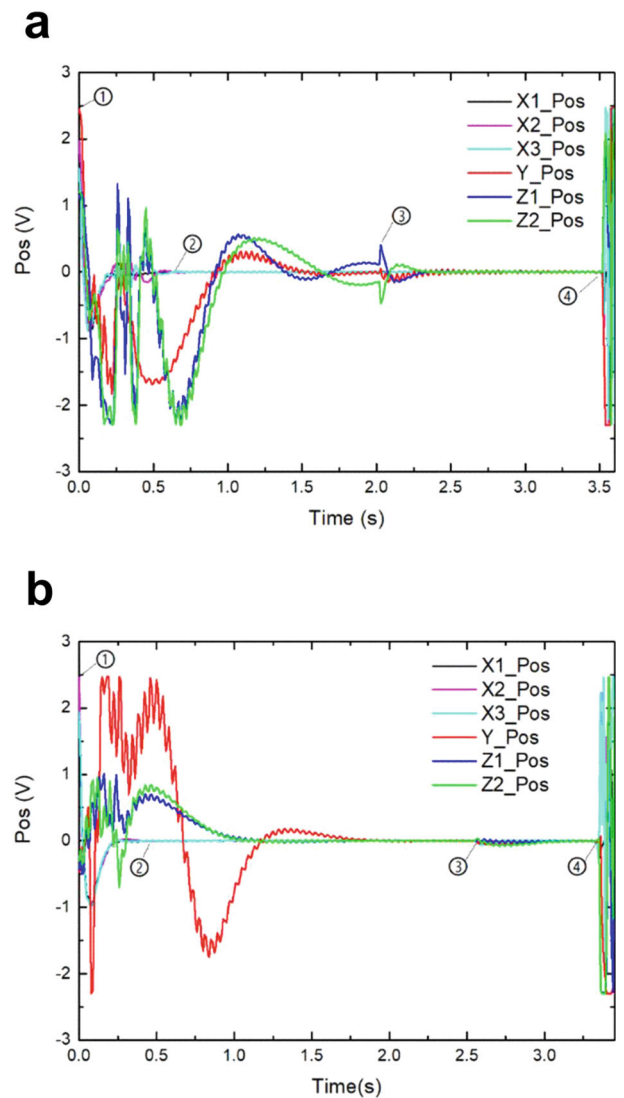 a
3
2
1
0
-1
-2
-3
Pos (V)
①
②
③
④
X1_Pos
X2_Pos
X3_Pos
Y_Pos
Z1_Pos
Z2_Pos
0.0 0.5 1.0 1.5 2.0 2.5 3.0 3.5
Time (s)
b
3
2
1
0
-1
-2
-3
Pos (V)
①
②
③
④
X1_Pos
X2_Pos
X3_Pos
Y_Pos
Z1_Pos
Z2_Pos
0.0 0.5 1.0 1.5 2.0 2.5 3.0
Time(s)